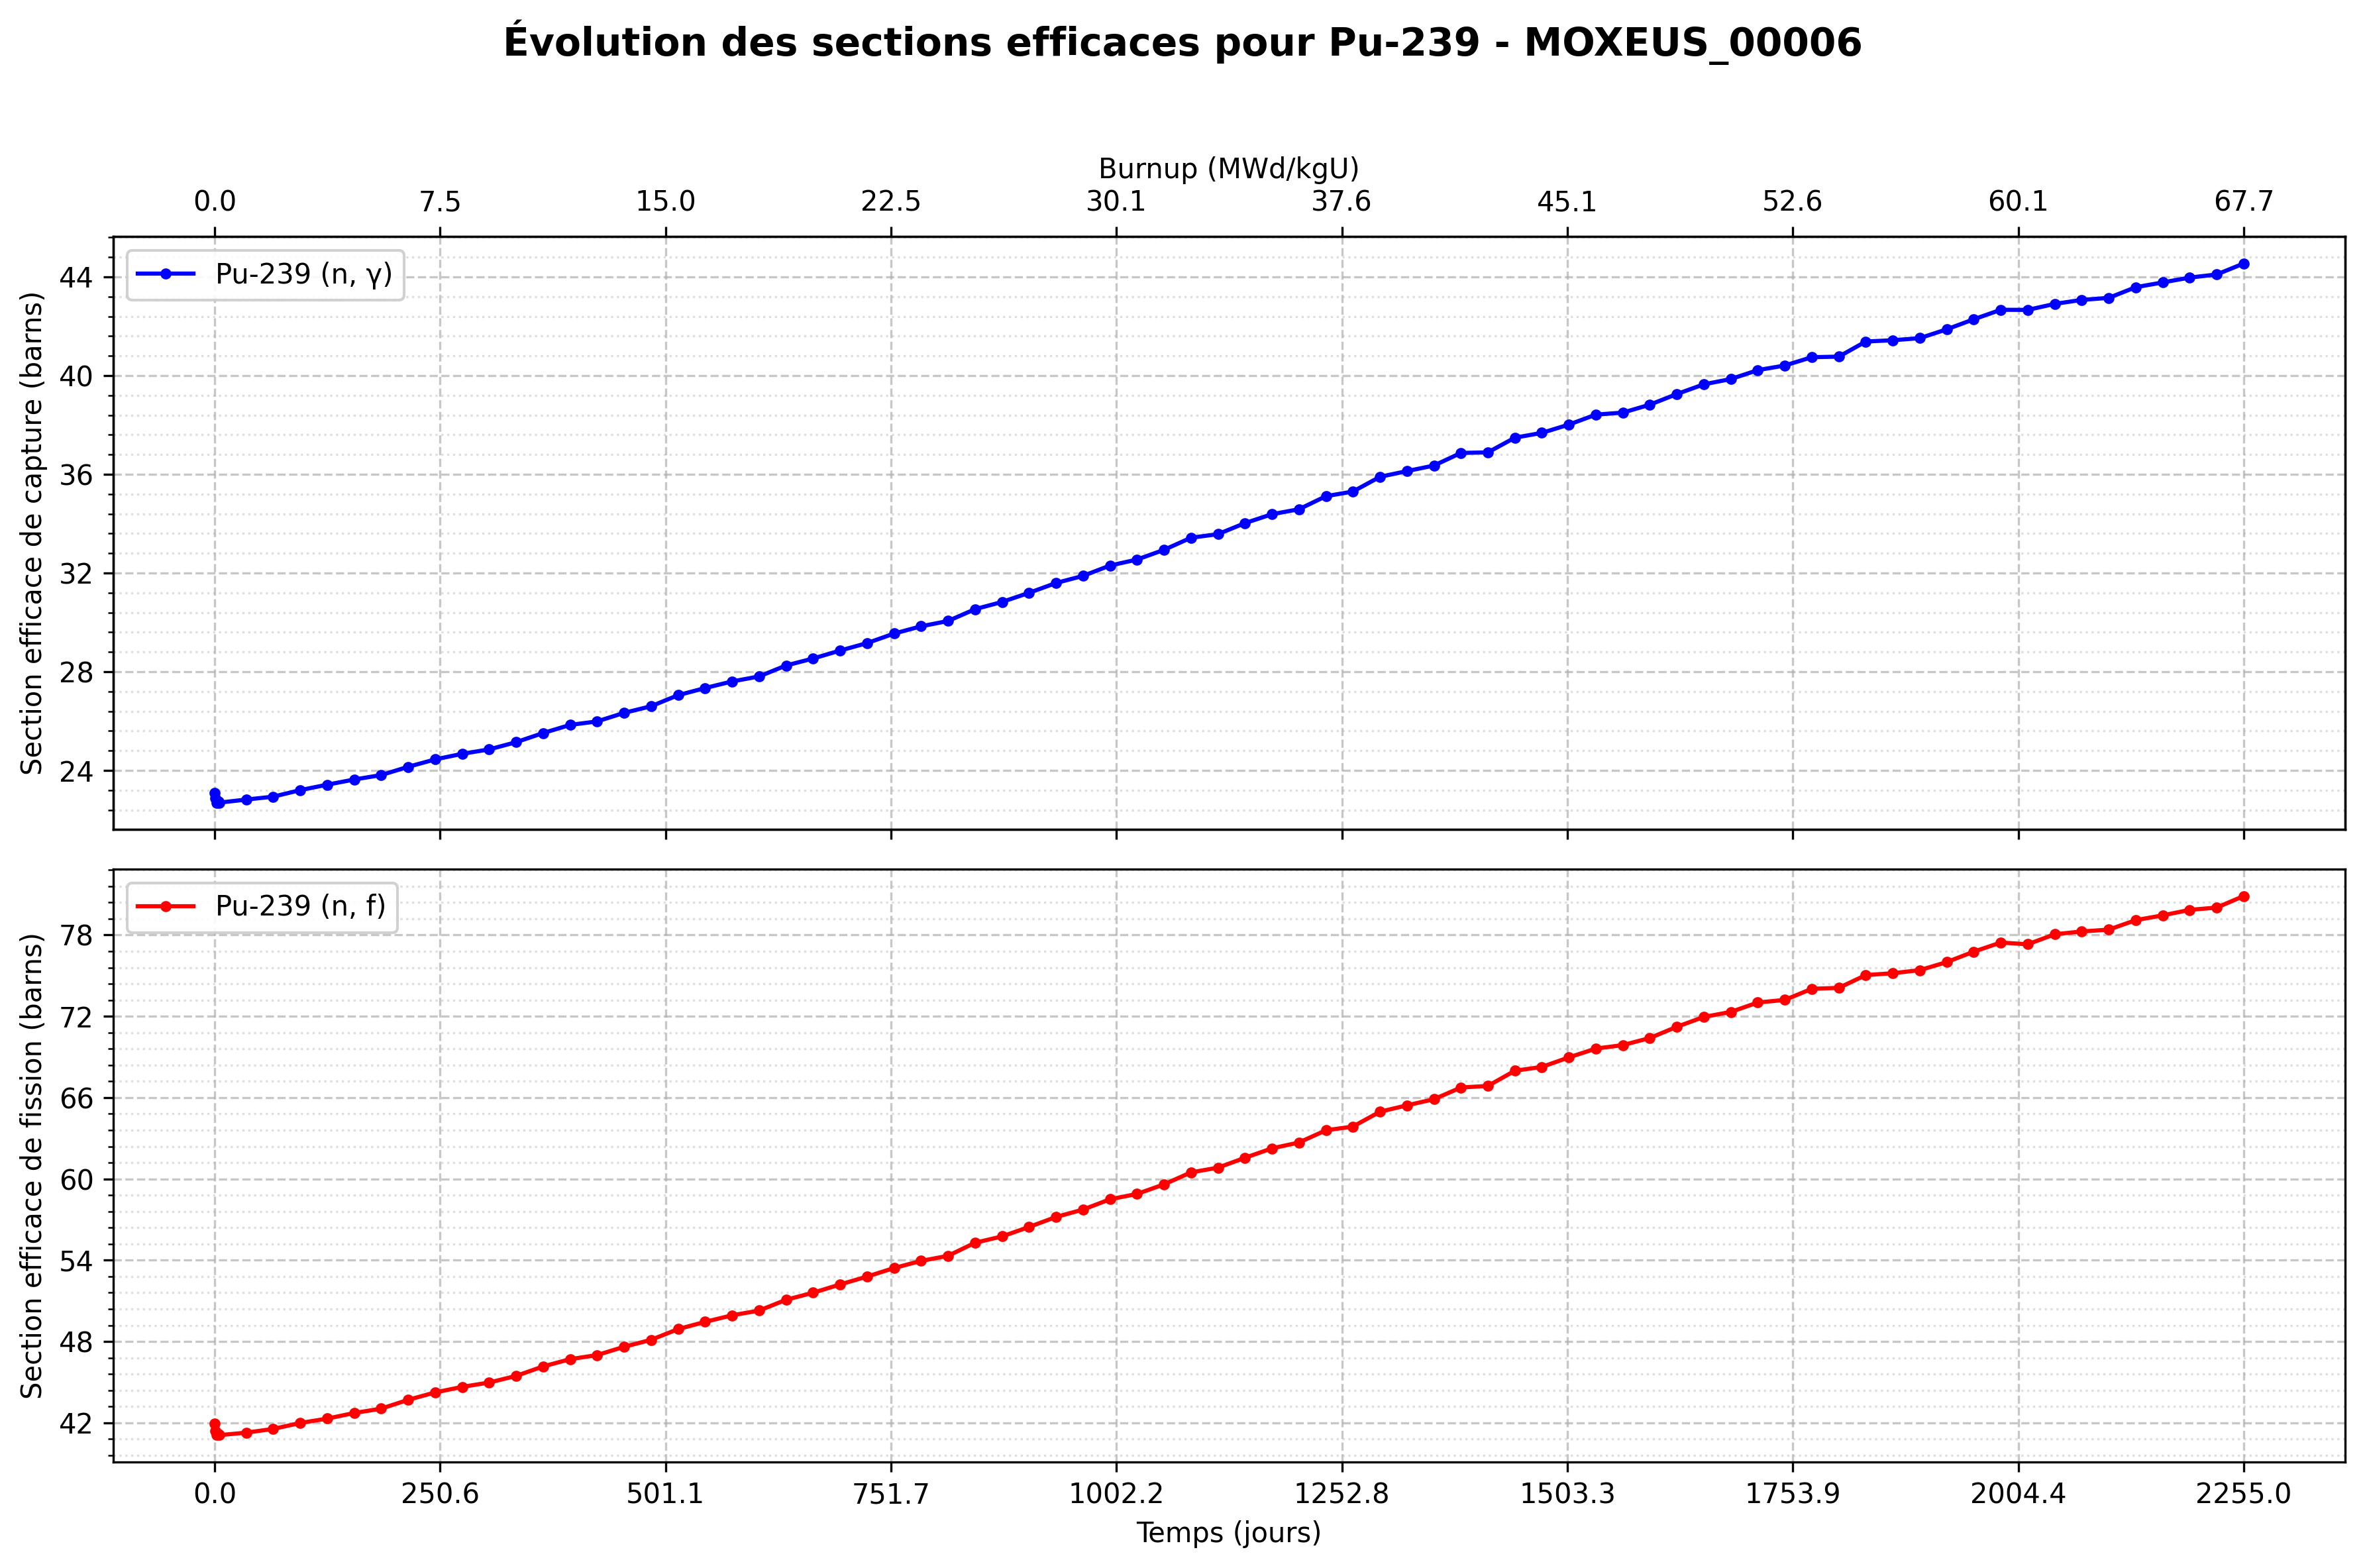 Évolution des sections efficaces pour Pu-239 - MOXEUS_00006
Burnup (MWd/kgU)
0.0 7.5 15.0 22.5 30.1 37.6 45.1 52.6 60.1 67.7
Pu-239 (n, γ)
Section efficace de capture (barns)
44
40
36
32
28
24
Pu-239 (n, f)
Section efficace de fission (barns)
78
72
66
60
54
48
42
0.0 250.6 501.1 751.7 1002.2 1252.8 1503.3 1753.9 2004.4 2255.0
Temps (jours)